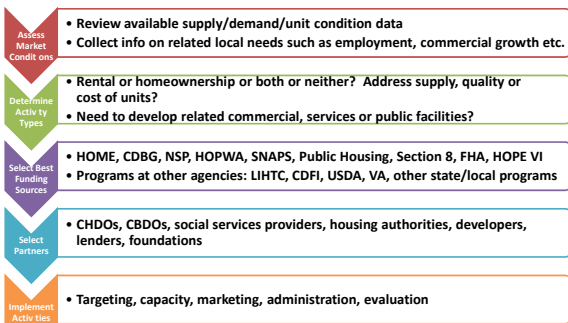 Assess
Market
Condit ons
• Review available supply/demand/unit condition data
• Collect info on related local needs such as employment, commercial growth etc.
Determine
Activ ty
Types
• Rental or homeownership or both or neither? Address supply, quality or
cost of units?
• Need to develop related commercial, services or public facilities?
Select Best
Funding
Sources
• HOME, CDBG, NSP, HOPWA, SNAPS, Public Housing, Section 8, FHA, HOPE VI
• Programs at other agencies: LIHTC, CDFI, USDA, VA, other state/local programs
Select
Partners
• CHDOs, CBDOs, social services providers, housing authorities, developers,
lenders, foundations
Implement
Activ ties
• Targeting, capacity, marketing, administration, evaluation